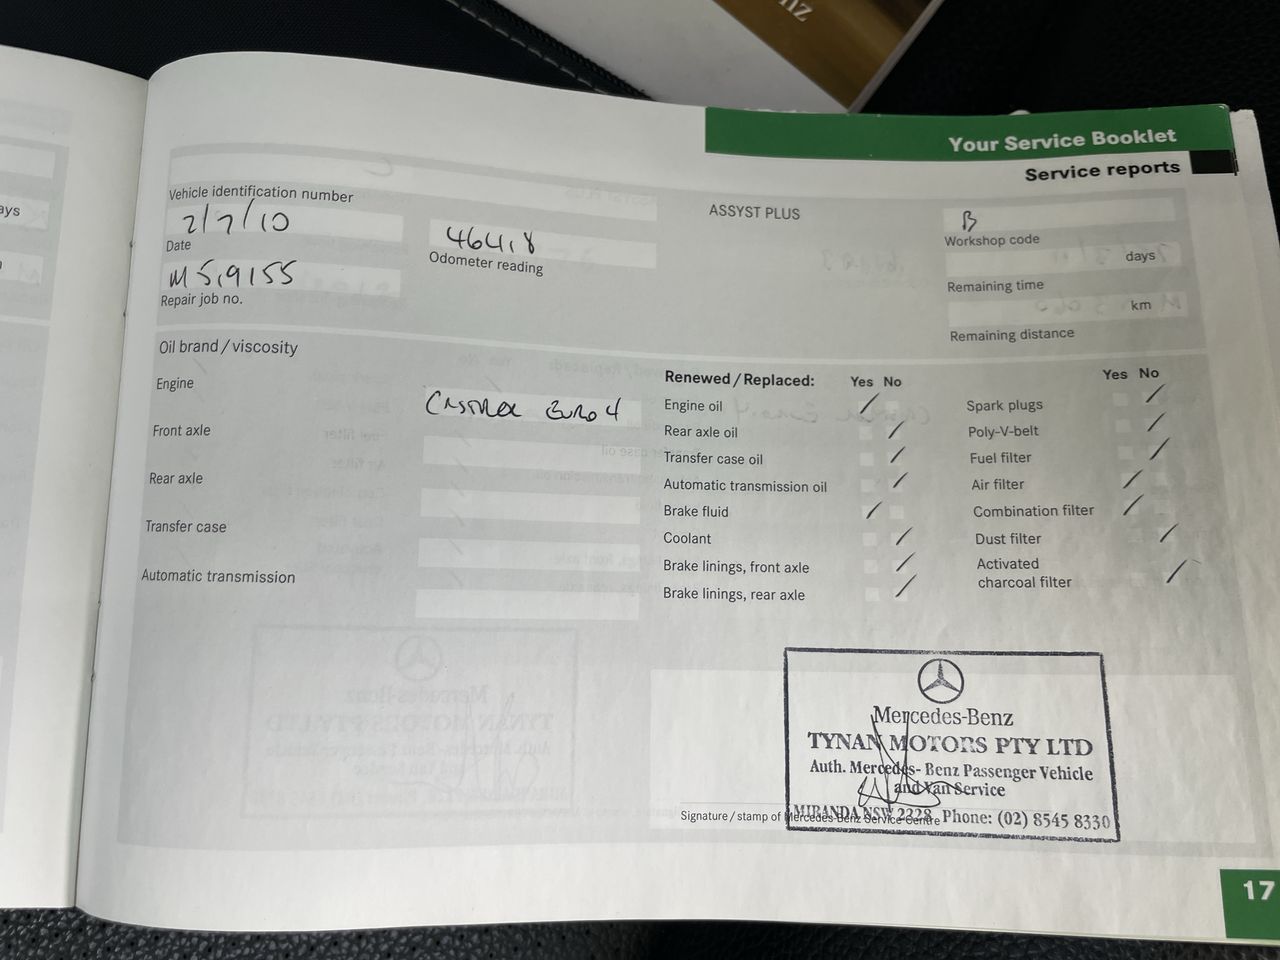 NZ
Your Service Booklet
Service reports
ays
Vehicle identification number
2/7/10
Date
46418
Odometer reading
M519155
Repair job no.
ASSYST PLUS
B
Workshop code
days
Remaining time
km
Remaining distance
Oil brand / viscosity
Engine
Castrol Euro 4
Front axle
Rear axle
Transfer case
Automatic transmission
Renewed / Replaced: Yes No
Engine oil
Rear axle oil
Transfer case oil
Automatic transmission oil
Brake fluid
Coolant
Brake linings, front axle
Brake linings, rear axle
Yes No
Spark plugs
Poly-V-belt
Fuel filter
Air filter
Combination filter
Dust filter
Activated
charcoal filter
Mercedes-Benz
TYNAN MOTORS PTY LTD
Auth. Mercedes- Benz Passenger Vehicle
and Van Service
MIRANDA NSW 2228 Phone: (02) 8545 8330
Signature / stamp of Mercedes-Benz Service Centre
17